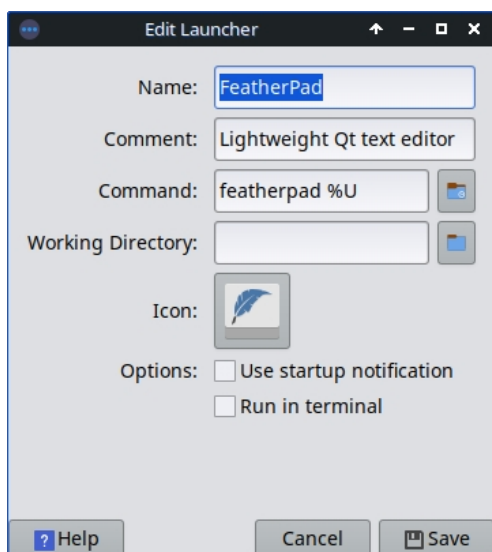 Edit Launcher
Name: FeatherPad
Comment: Lightweight Qt text editor
Command: featherpad %U
Working Directory:
Icon:
Options: Use startup notification
Run in terminal
? Help Cancel Save